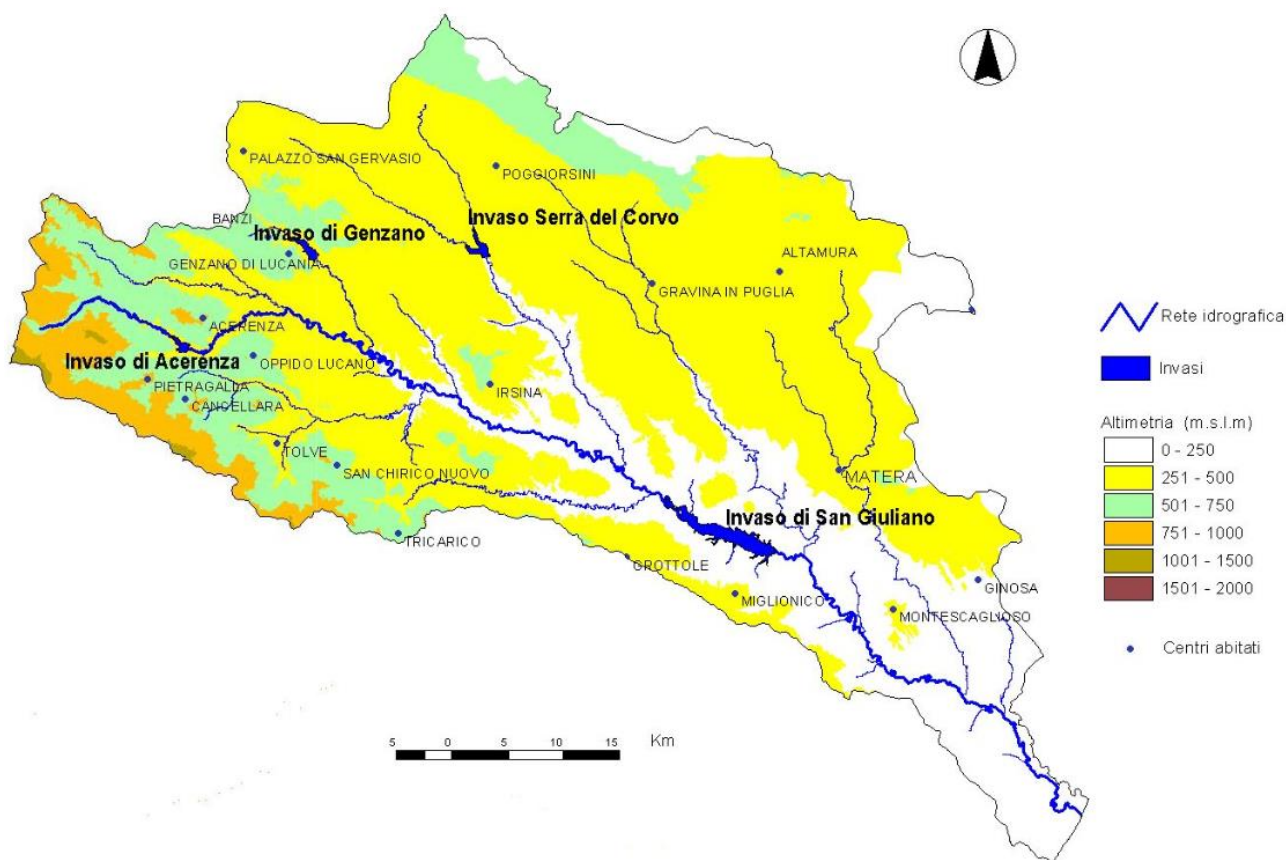 PALAZZO SAN GERVASIO
POGGIORSINI
BANZI
Invaso Serra del Corvo
Invaso di Genzano
GENZANO DI LUCANIA
ALTAMURA
GRAVINA IN PUGLIA
ACERENZA
Invaso di Acerenza
OPPIDO LUCANO
PIETRAGALLA
CANCELLARA
IRSINA
TOLVE
SAN CHIRICO NUOVO
MATERA
Invaso di San Giuliano
TRICARICO
GROTTOLE
GINOSA
MIGLIONICO
MONTESCAGLIOSO
5 0 5 10 15 Km
Rete idrografica
Invasi
Altimetria (m.s.l.m)
0 - 250
251 - 500
501 - 750
751 - 1000
1001 - 1500
1501 - 2000
Centri abitati